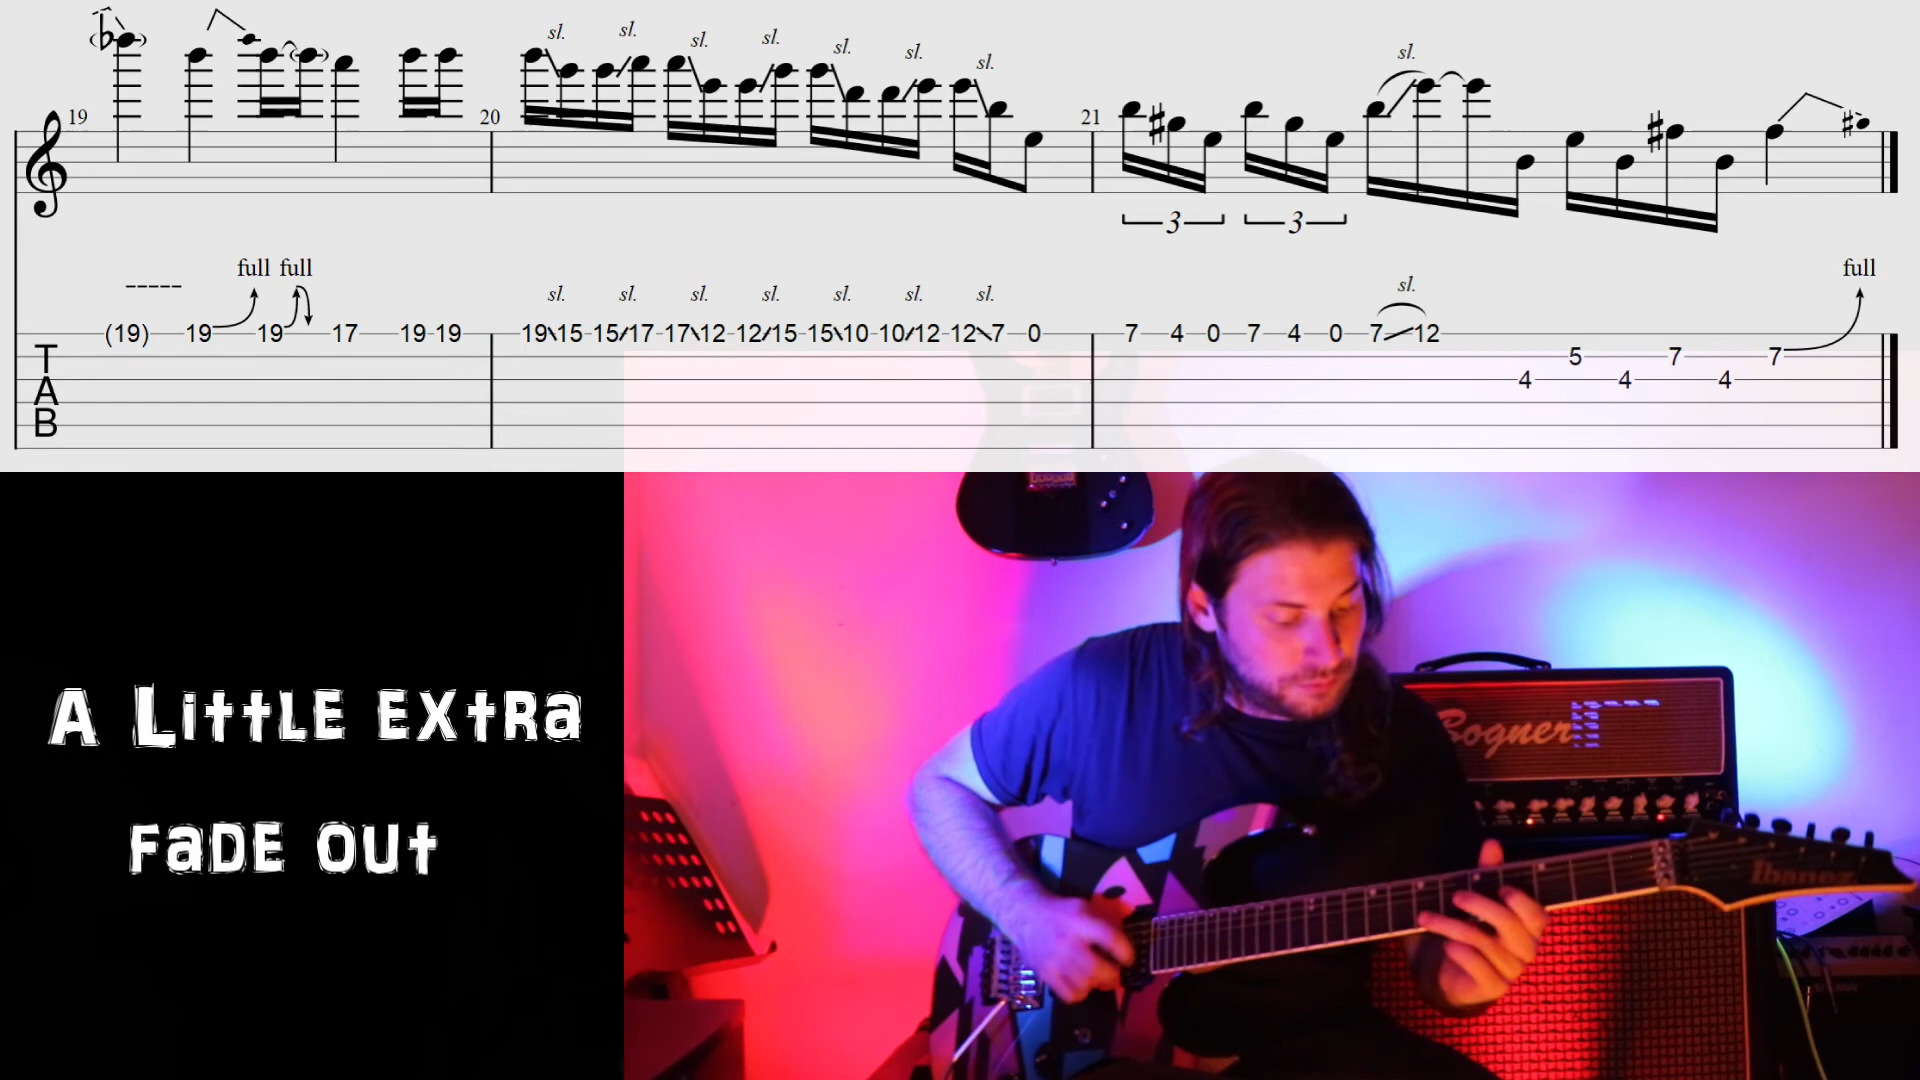 19 20 21
sl. sl. sl. sl. sl. sl. sl. sl.
3 3
full full full
sl. sl. sl. sl. sl. sl. sl. sl.
(19) 19 19 17 19 19 19 15 15 17 17 12 12 15 15 10 10 12 12 7 0 7 4 0 7 4 0 7 12
T 5 7 7
A 4 4 4
B
A Little extra
fade out
Bogner
Ibanez